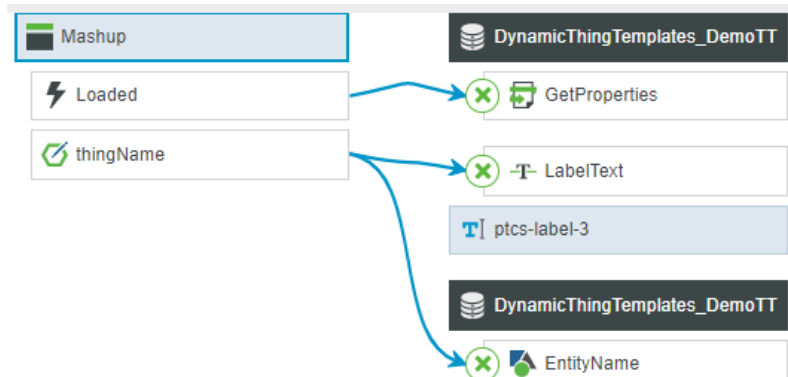 Mashup
DynamicThingTemplates_DemoTT
Loaded
GetProperties
thingName
LabelText
ptcs-label-3
DynamicThingTemplates_DemoTT
EntityName